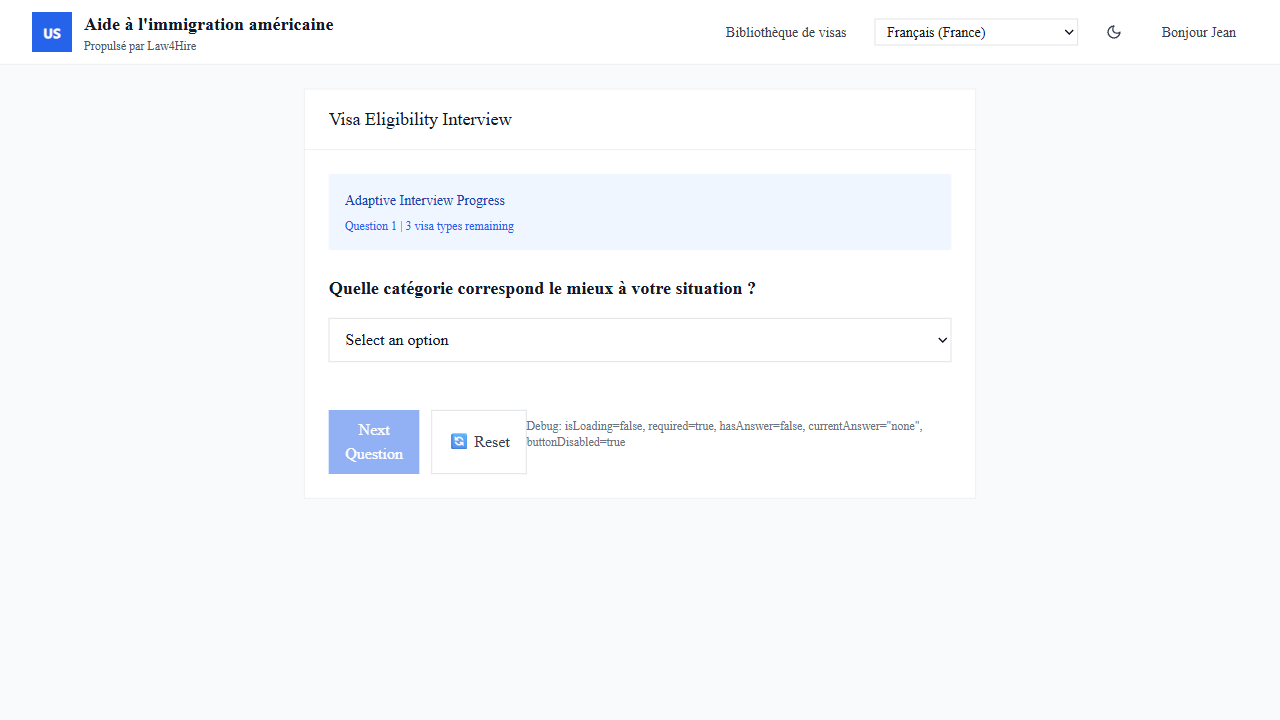 US
Aide à l'immigration américaine
Propulsé par Law4Hire
Bibliothèque de visas
Français (France)
Bonjour Jean
Visa Eligibility Interview
Adaptive Interview Progress
Question 1 | 3 visa types remaining
Quelle catégorie correspond le mieux à votre situation ?
Select an option
Next
Question
Reset
Debug: isLoading=false, required=true, hasAnswer=false, currentAnswer="none",
buttonDisabled=true